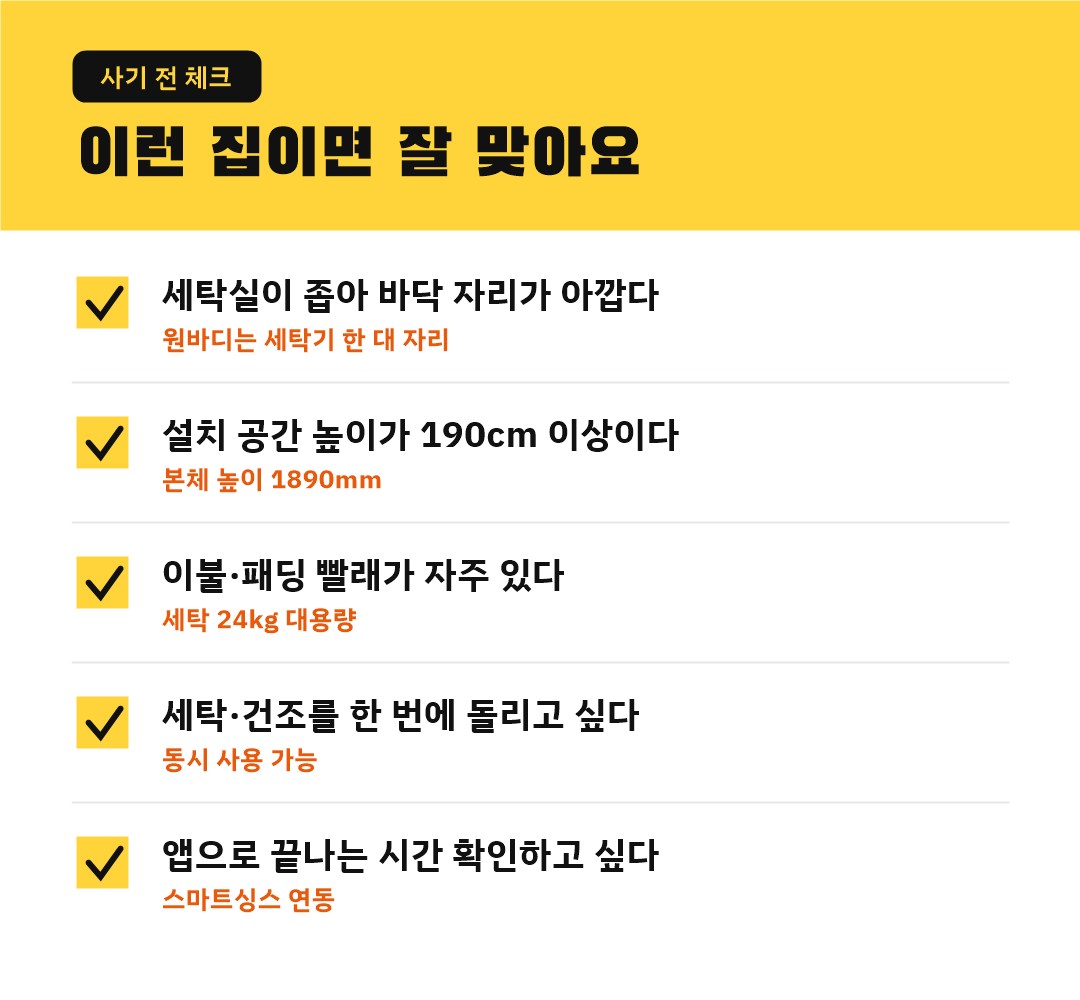 사기 전 체크
이런 집이면 잘 맞아요
세탁실이 좁아 바닥 자리가 아깝다
원바디는 세탁기 한 대 자리
설치 공간 높이가 190cm 이상이다
본체 높이 1890mm
이불·패딩 빨래가 자주 있다
세탁 24kg 대용량
세탁·건조를 한 번에 돌리고 싶다
동시 사용 가능
앱으로 끝나는 시간 확인하고 싶다
스마트싱스 연동